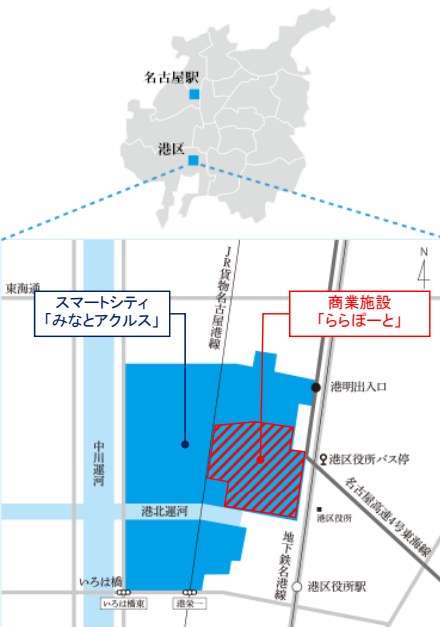 名古屋駅
港区
N
東海通
JR貨物名古屋港線
スマートシティ
「みなとアクルス」
商業施設
「ららぽーと」
港明出入口
中川運河
港区役所バス停
名古屋高速4号東海線
港北運河
港区役所
地下鉄名港線
いろは橋
港区役所駅
いろは橋東
港栄一